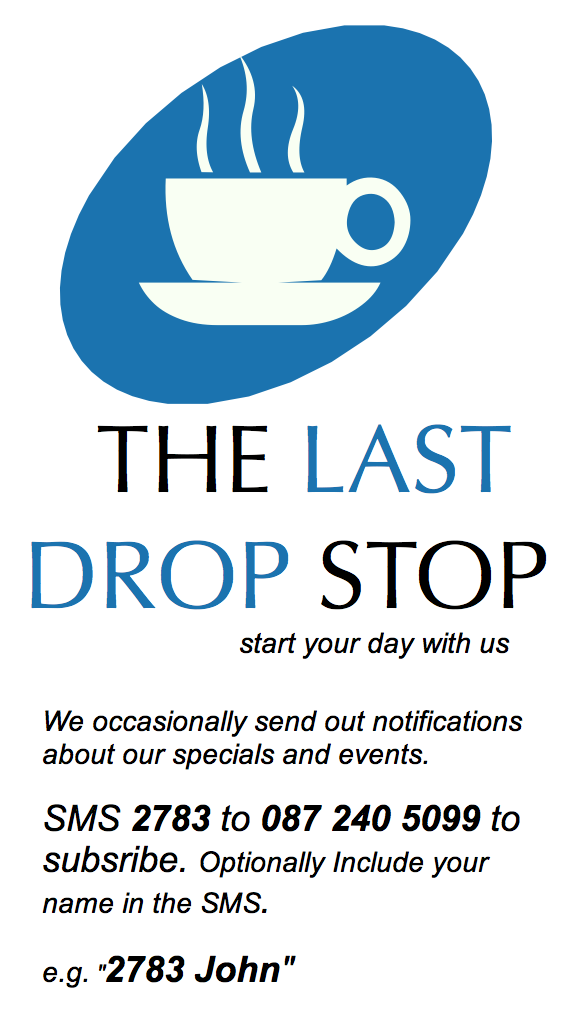 THE LAST
DROP STOP
start your day with us
We occasionally send out notifications
about our specials and events.
SMS 2783 to 087 240 5099 to
subsribe. Optionally Include your
name in the SMS.
e.g. "2783 John"